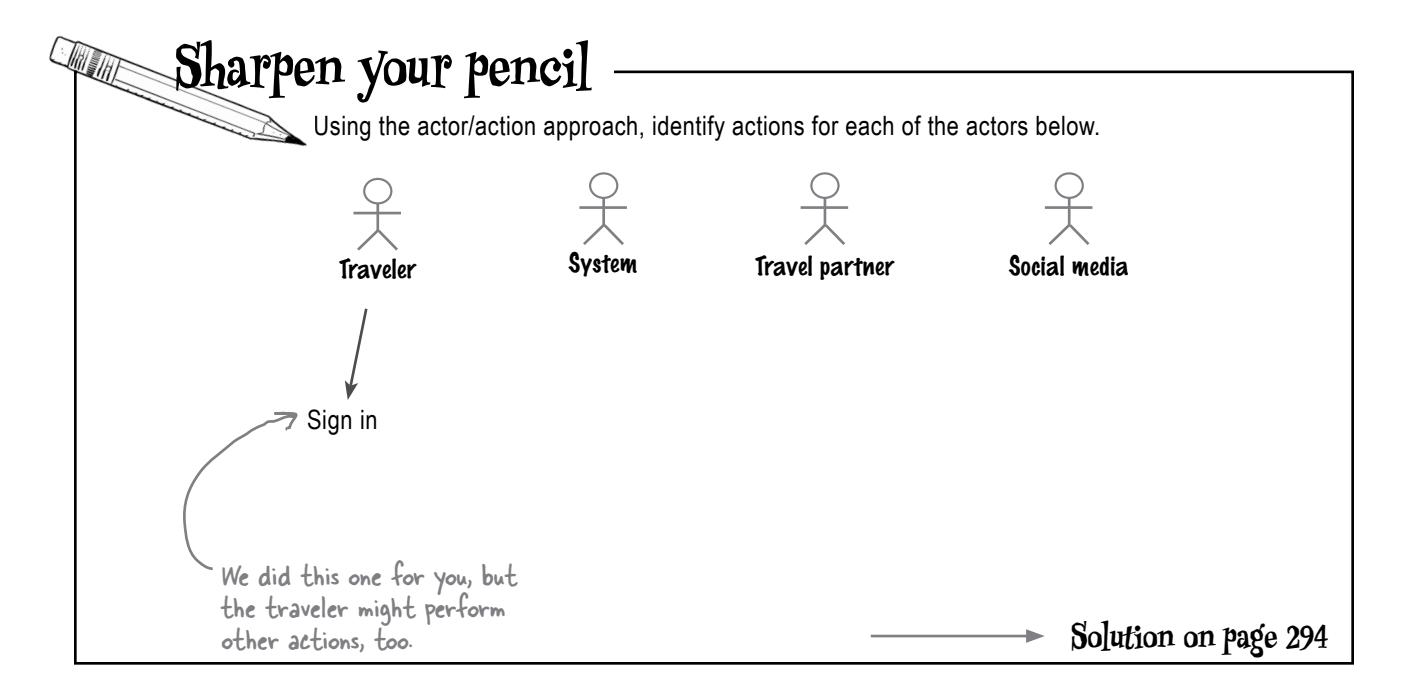 Sharpen your pencil
Using the actor/action approach, identify actions for each of the actors below.
Traveler
System
Travel partner
Social media
Sign in
We did this one for you, but
the traveler might perform
other actions, too.
Solution on page 294